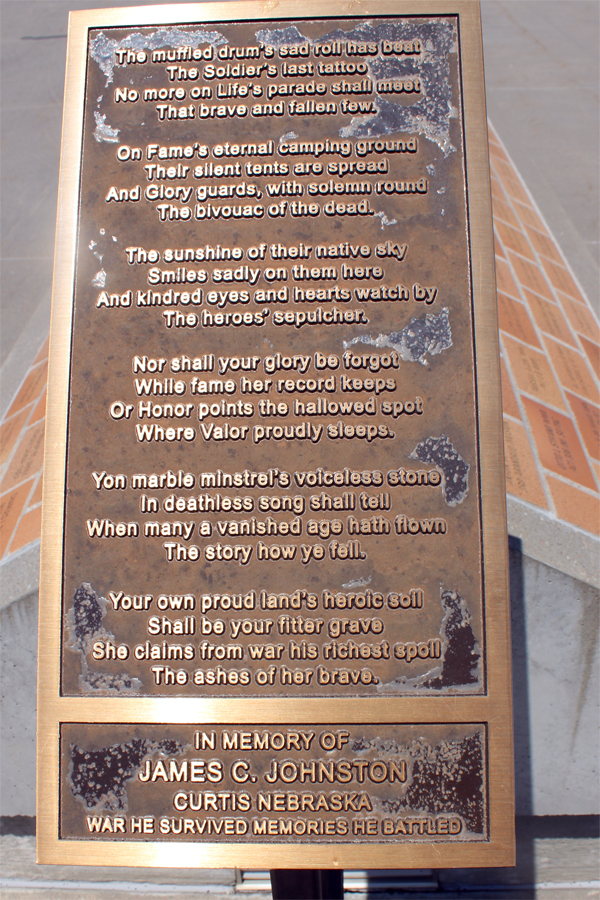 The muffled drum's sad roll has beat
The Soldier's last tattoo
No more on Life's parade shall meet
That brave and fallen few.
On Fame's eternal camping ground
Their silent tents are spread
And Glory guards, with solemn round
The bivouac of the dead.
The sunshine of their native sky
Smiles sadly on them here
And kindred eyes and hearts watch by
The heroes' sepulcher.
Nor shall your glory be forgot
While fame her record keeps
Or Honor points the hallowed spot
Where Valor proudly sleeps.
Yon marble minstrel's voiceless stone
In deathless song shall tell
When many a vanished age hath flown
The story how ye fell.
Your own proud land's heroic soil
Shall be your fitter grave
She claims from war his richest spoil
The ashes of her brave.
IN MEMORY OF
JAMES C. JOHNSTON
CURTIS NEBRASKA
WAR HE SURVIVED MEMORIES HE BATTLED